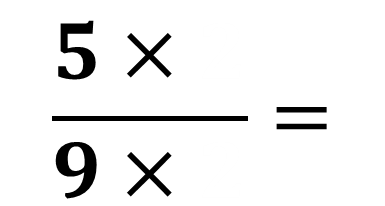 5 ×
=
9 ×